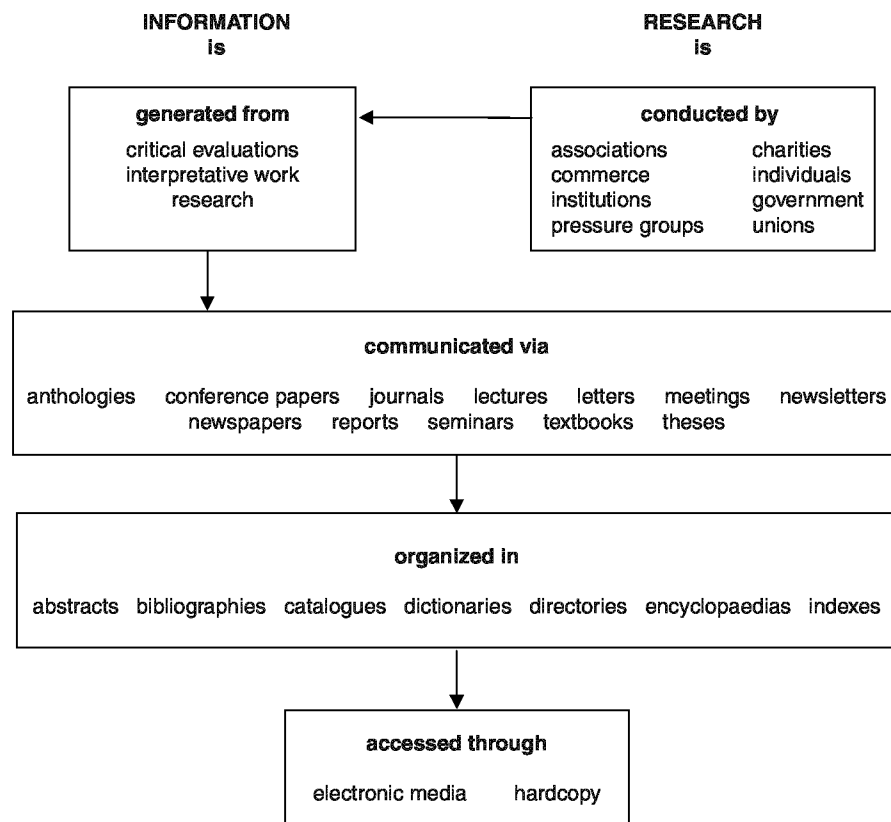 INFORMATION
is
RESEARCH
is
generated from
critical evaluations
interpretative work
research
conducted by
associations charities
commerce individuals
institutions government
pressure groups unions
communicated via
anthologies conference papers journals lectures letters meetings newsletters
newspapers reports seminars textbooks theses
organized in
abstracts bibliographies catalogues dictionaries directories encyclopaedias indexes
accessed through
electronic media hardcopy